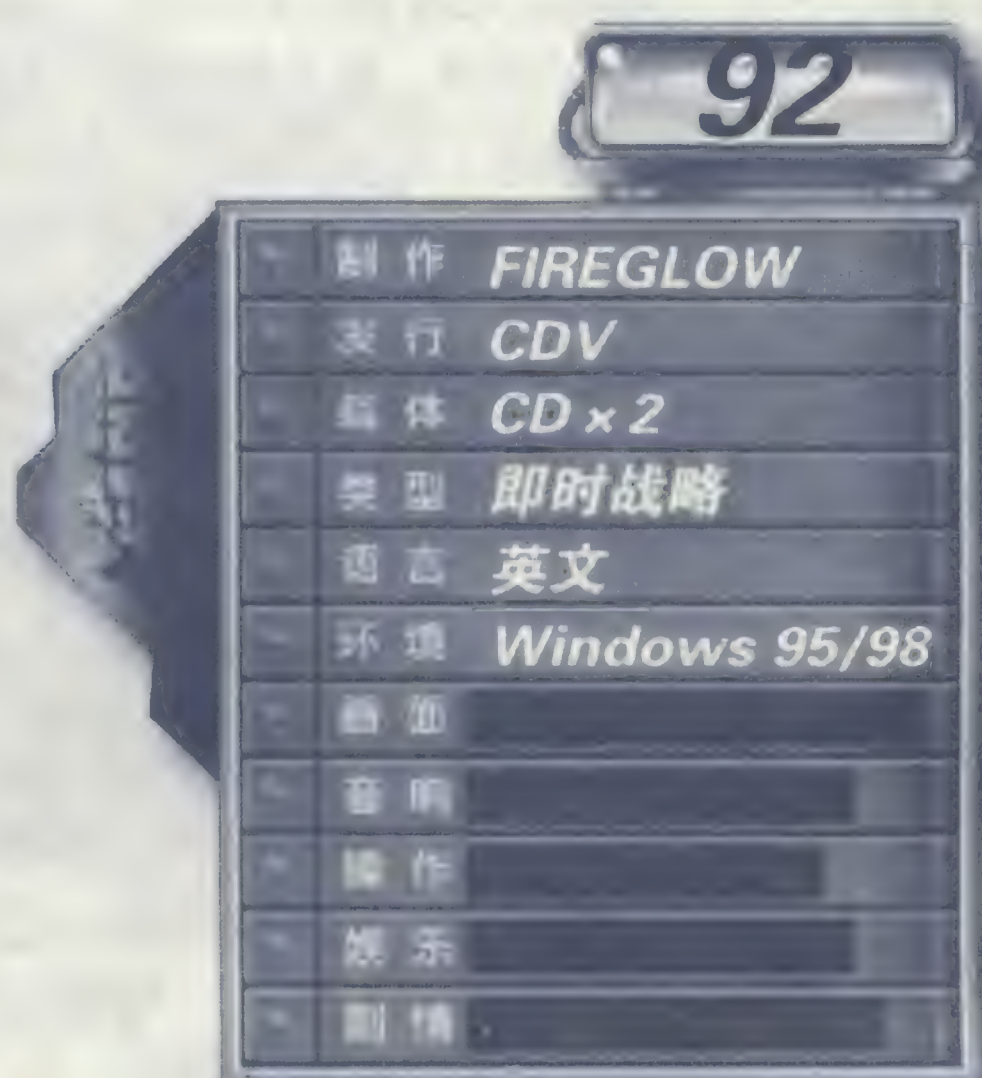 92
制作 FIREGLOW
发行 CDV
载体 CD × 2
类型 即时战略
语言 英文
环境 Windows 95/98
画面
音响
操作
娱乐
剧情